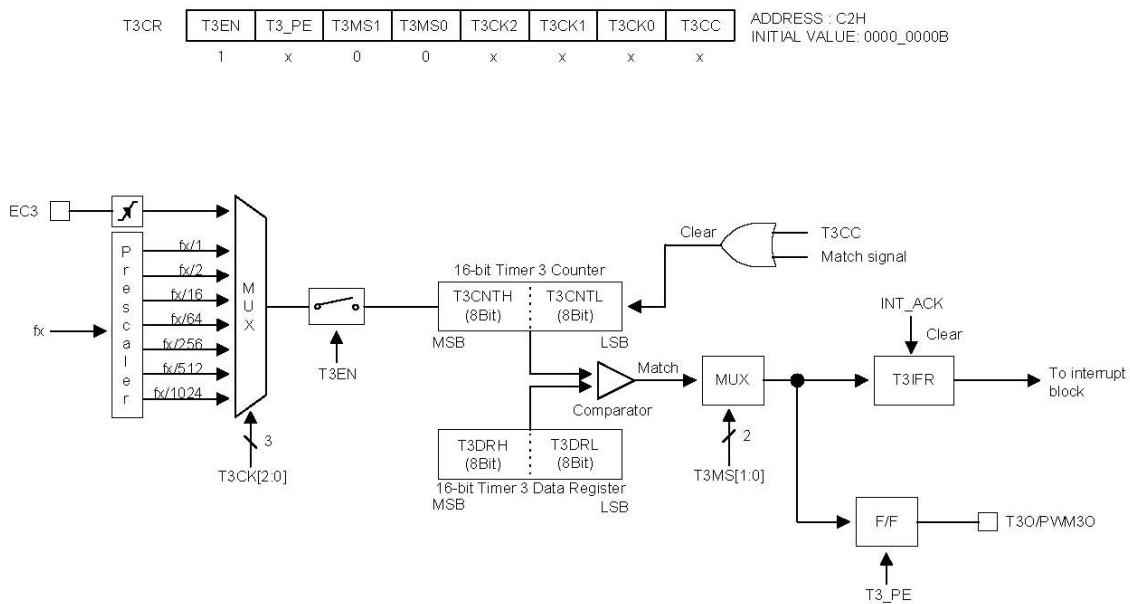 T3CR T3EN T3_PE T3MS1 T3MS0 T3CK2 T3CK1 T3CK0 T3CC ADDRESS : C2H
INITIAL VALUE: 0000_0000B
1 x 0 0 x x x x
EC3
Prescaler
fx
fx/1
fx/2
fx/16
fx/64
fx/256
fx/512
fx/1024
MUX
3
T3CK[2:0]
T3EN
Clear
T3CC
Match signal
16-bit Timer 3 Counter
T3CNTH
(8Bit)
T3CNTL
(8Bit)
MSB
LSB
Match
Comparator
T3DRH
(8Bit)
T3DRL
(8Bit)
16-bit Timer 3 Data Register
MSB
LSB
MUX
2
T3MS[1:0]
INT_ACK
Clear
T3IFR
To interrupt
block
F/F
T3O/PWM3O
T3_PE